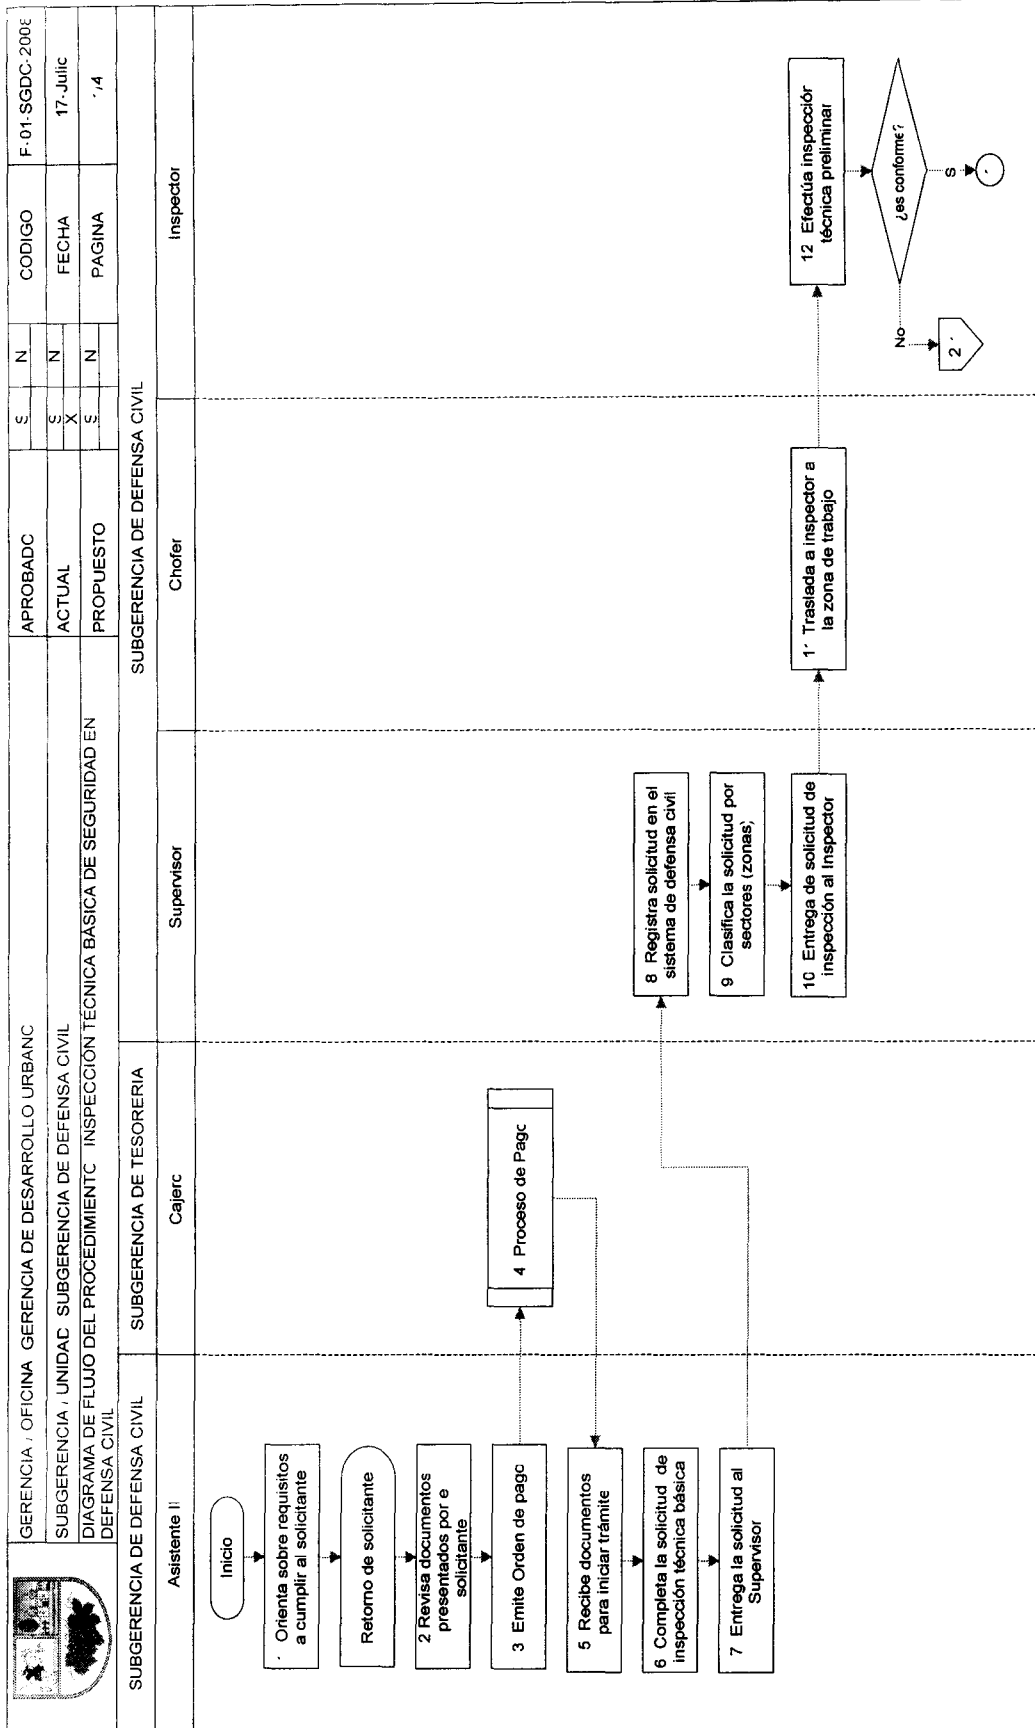 GERENCIA / OFICINA GERENCIA DE DESARROLLO URBANC
APROBADC
S N
CODIGO
F-01-SGDC-2008
SUBGERENCIA / UNIDAD SUBGERENCIA DE DEFENSA CIVIL
ACTUAL
S N
X
FECHA
17-Julic
DIAGRAMA DE FLUJO DEL PROCEDIMIENTC INSPECCIÓN TÉCNICA BÁSICA DE SEGURIDAD EN
DEFENSA CIVIL
PROPUESTO
S N
PAGINA
SUBGERENCIA DE DEFENSA CIVIL
SUBGERENCIA DE TESORERIA
SUBGERENCIA DE DEFENSA CIVIL
Asistente II
Cajerc
Supervisor
Chofer
Inspector
Inicio
Orienta sobre requisitos
a cumplir al solicitante
Retorno de solicitante
2 Revisa documentos
presentados por e
solicitante
3 Emite Orden de pago
4 Proceso de Pagc
5 Recibe documentos
para iniciar trámite
6 Completa la solicitud de
inspección técnica básica
7 Entrega la solicitud al
Supervisor
8 Registra solicitud en el
sistema de defensa civil
9 Clasifica la solicitud por
sectores (zonas)
10 Entrega de solicitud de
inspección al Inspector
Traslada a inspector a
la zona de trabajo
12 Efectúa inspección
técnica preliminar
¿es conforme?
No
S
2